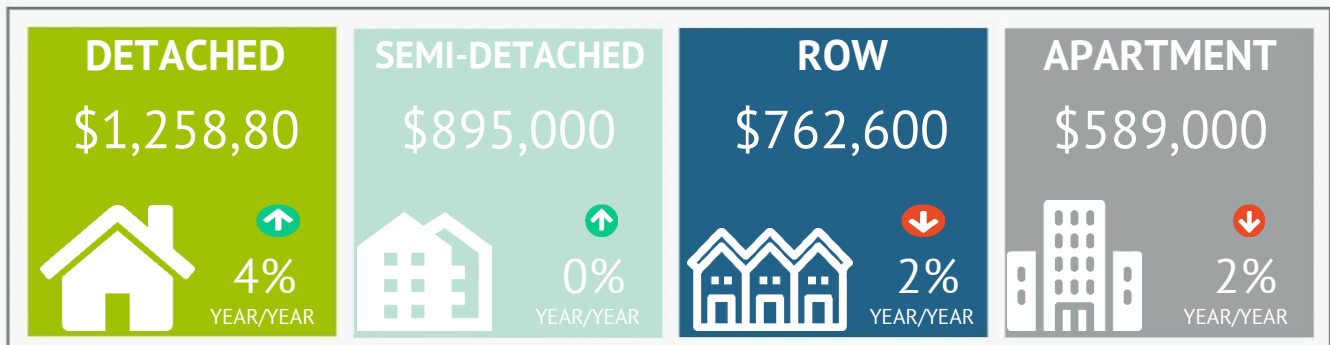 DETACHED
$1,258,80
4%
YEAR/YEAR
SEMI-DETACHED
$895,000
0%
YEAR/YEAR
ROW
$762,600
2%
YEAR/YEAR
APARTMENT
$589,000
2%
YEAR/YEAR